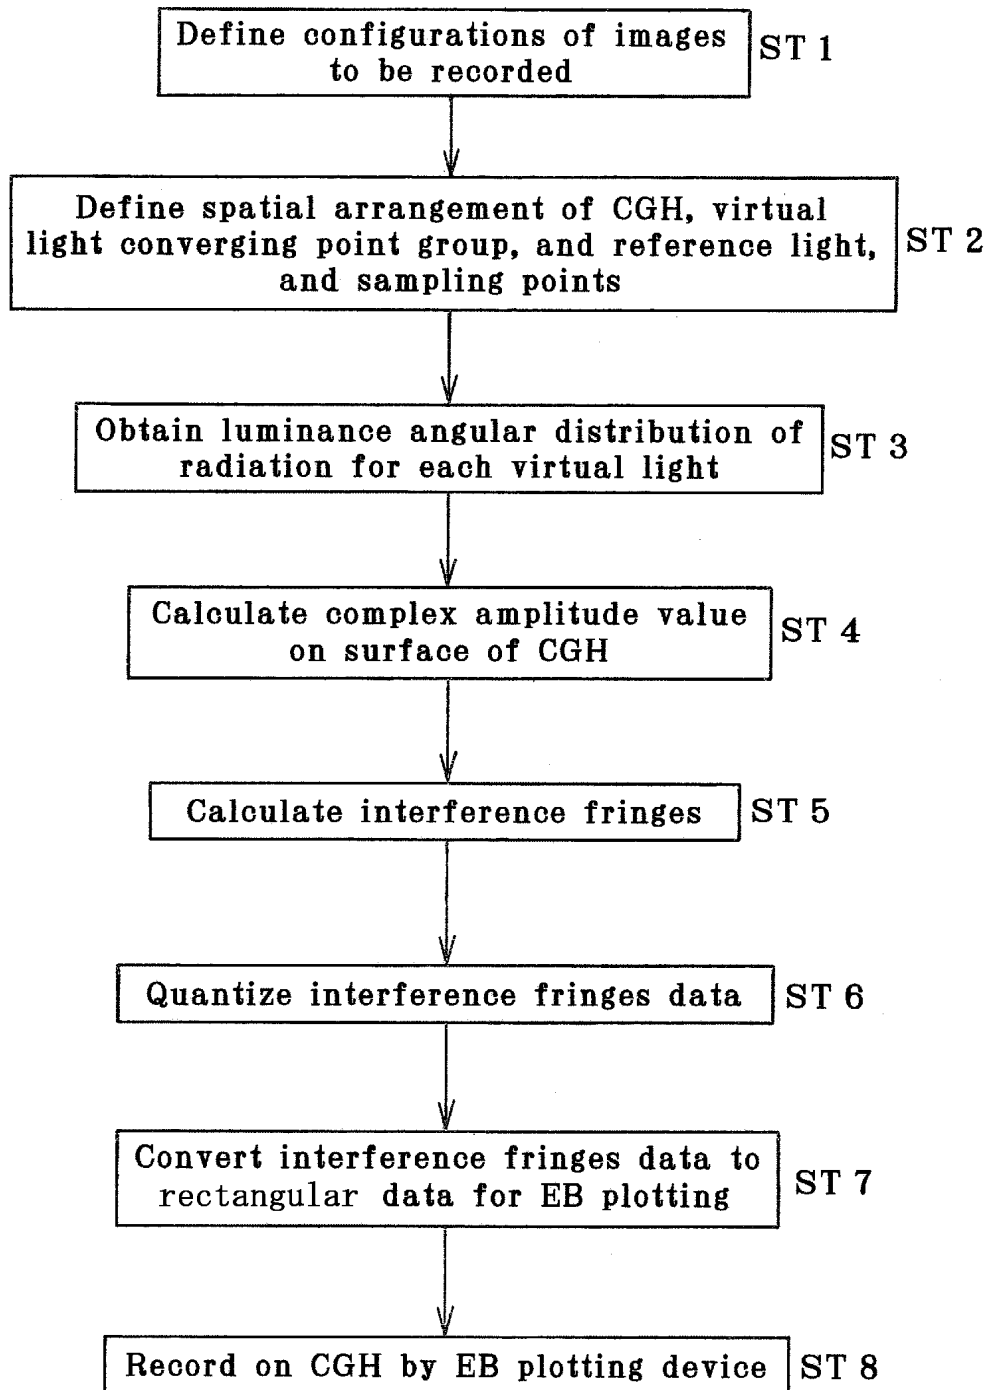 Define configurations of images
to be recorded
ST 1
Define spatial arrangement of CGH, virtual
light converging point group, and reference light,
and sampling points
ST 2
Obtain luminance angular distribution of
radiation for each virtual light
ST 3
Calculate complex amplitude value
on surface of CGH
ST 4
Calculate interference fringes
ST 5
Quantize interference fringes data
ST 6
Convert interference fringes data to
rectangular data for EB plotting
ST 7
Record on CGH by EB plotting device
ST 8